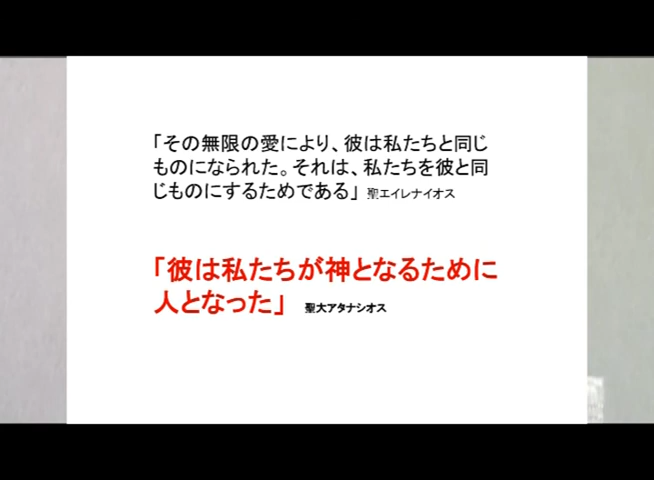 「その無限の愛により、彼は私たちと同じ
ものになられた。それは、私たちを彼と同
じものにするためである」 聖エイレナイオス
「彼は私たちが神となるために
人となった」 聖大アタナシオス